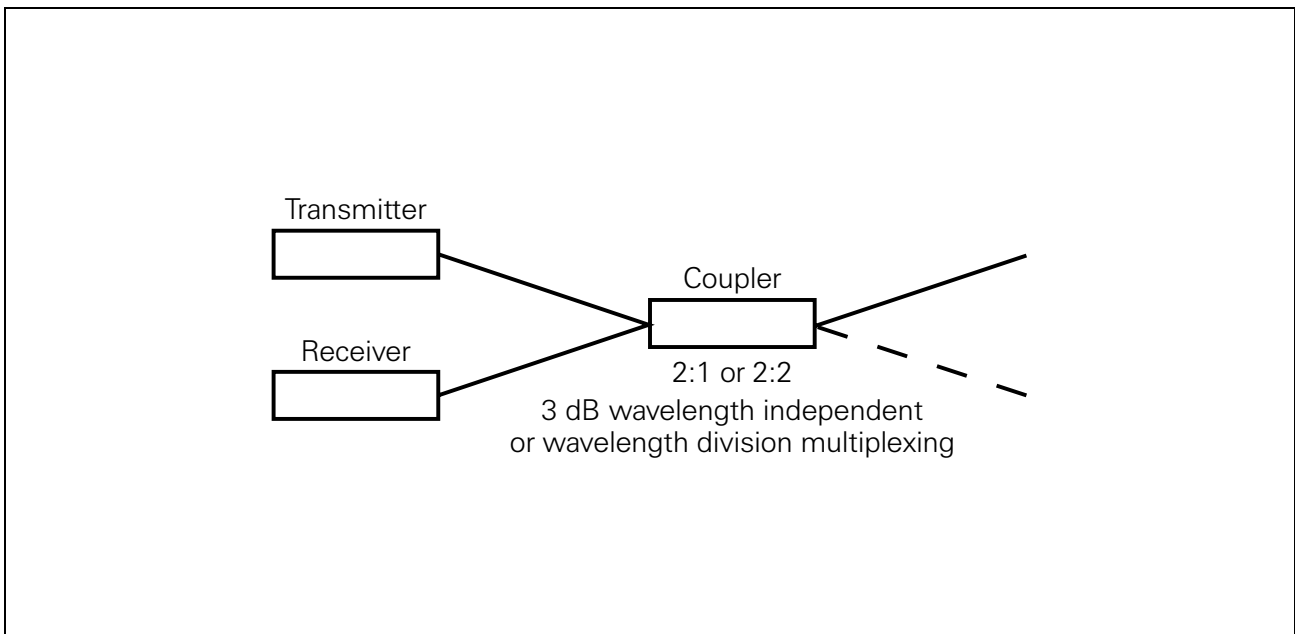 Transmitter
Coupler
Receiver
2:1 or 2:2
3 dB wavelength independent
or wavelength division multiplexing